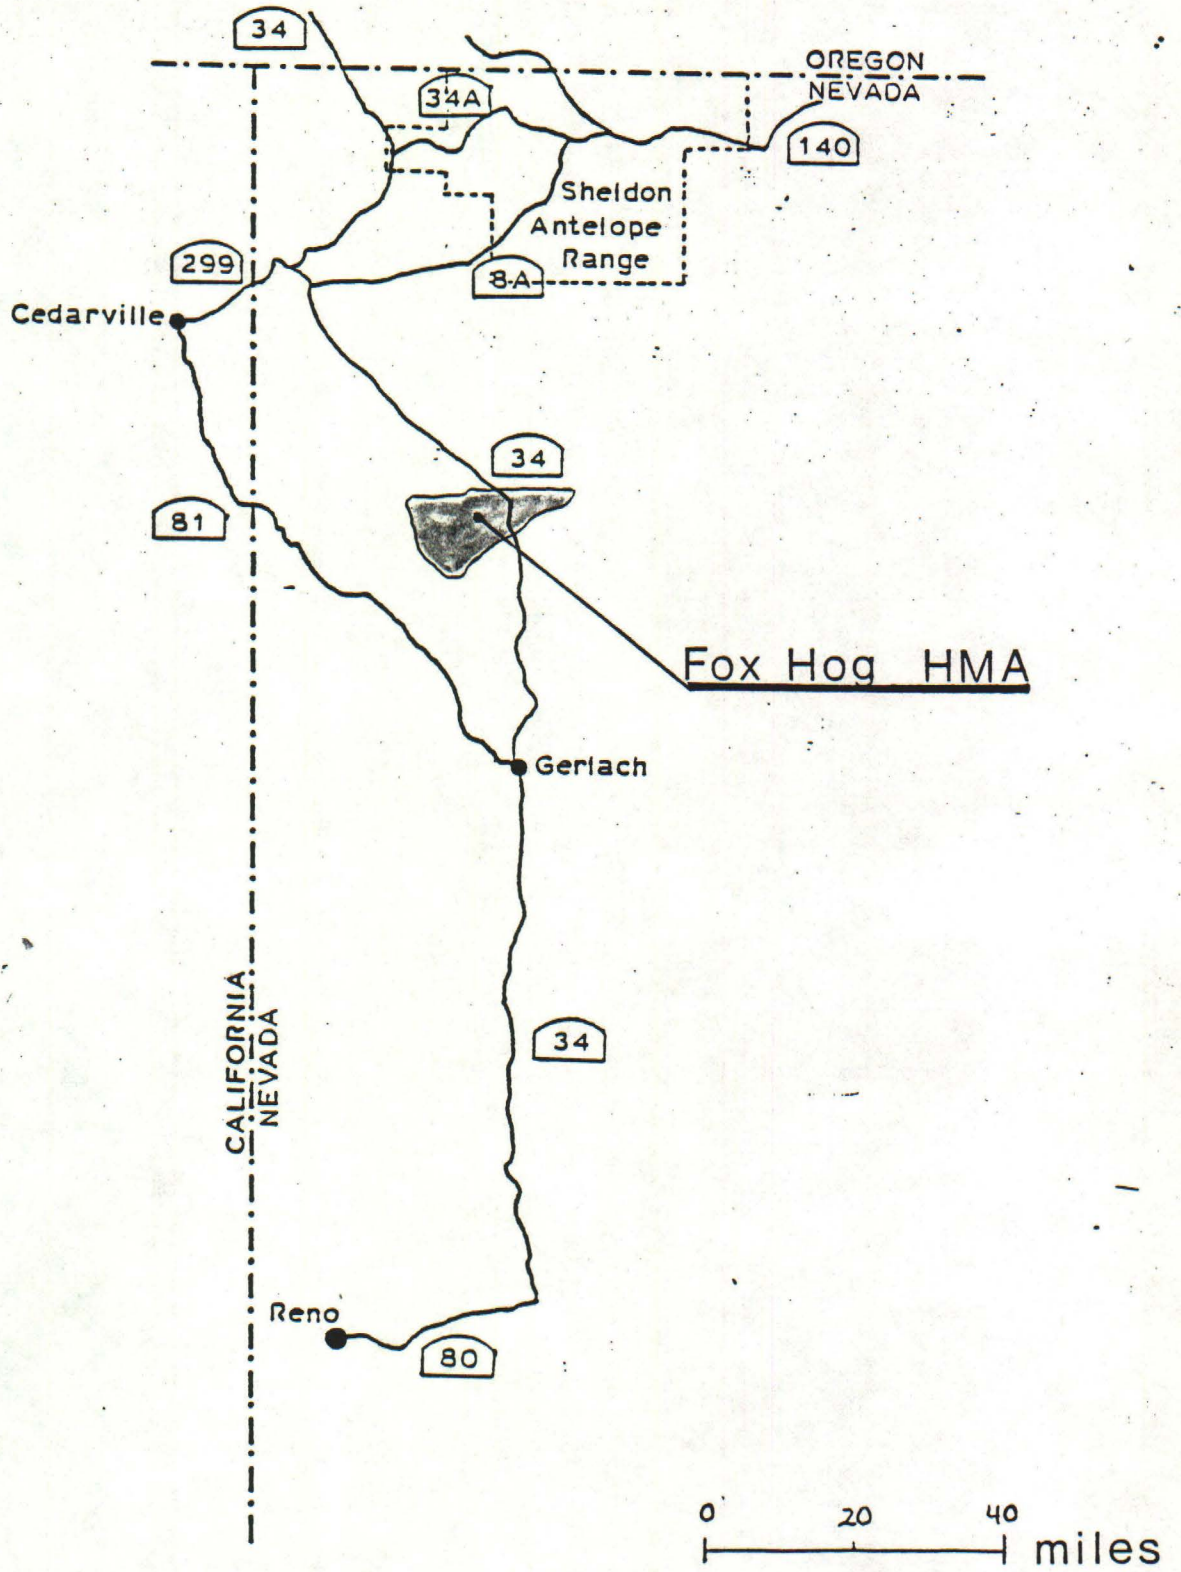 34
OREGON
NEVADA
34A
140
Sheldon
Antelope
Range
299
8-A
Cedarville
34
81
Fox Hog HMA
Gerlach
CALIFORNIA
NEVADA
34
Reno
80
0 20 40
miles